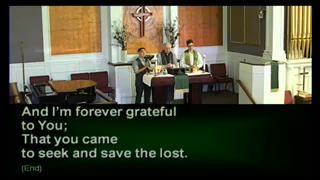 And I'm forever grateful
to You;
That you came
to seek and save the lost.
(End)